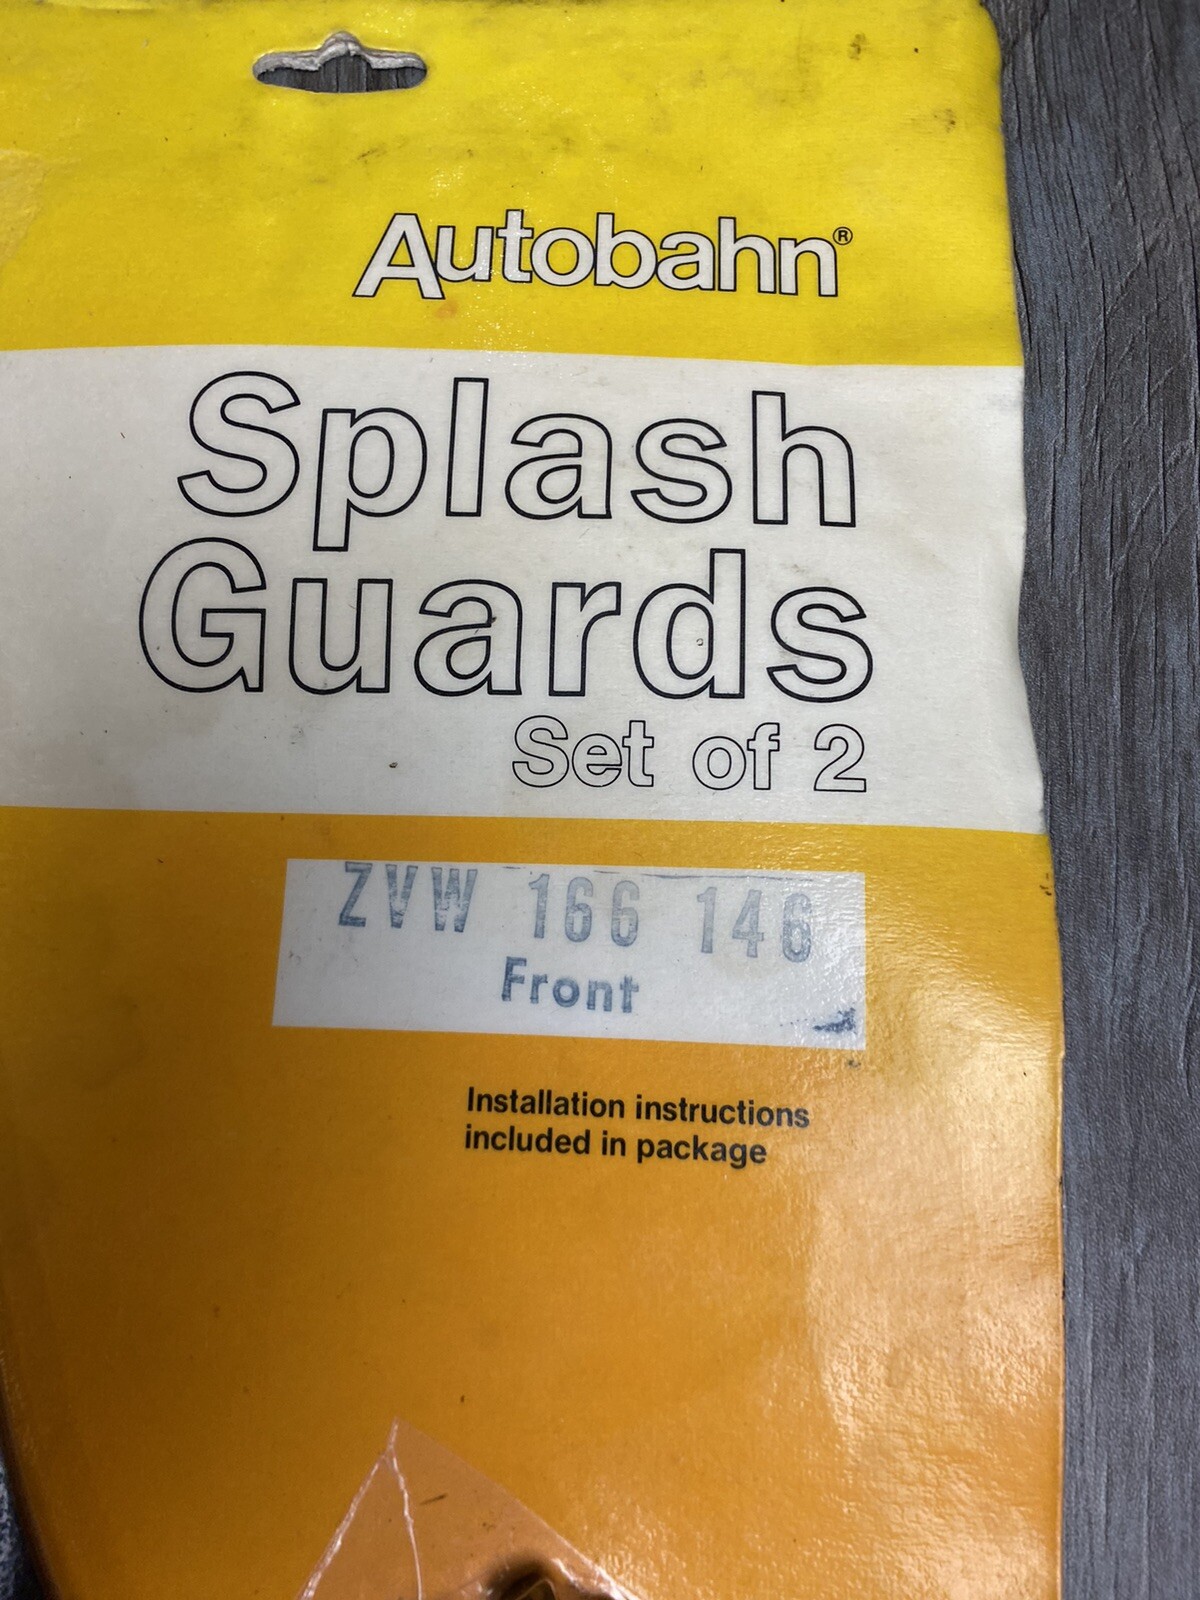 Autobahn®
Splash
Guards
Set of 2
ZVW 166 146
Front
Installation instructions
included in package